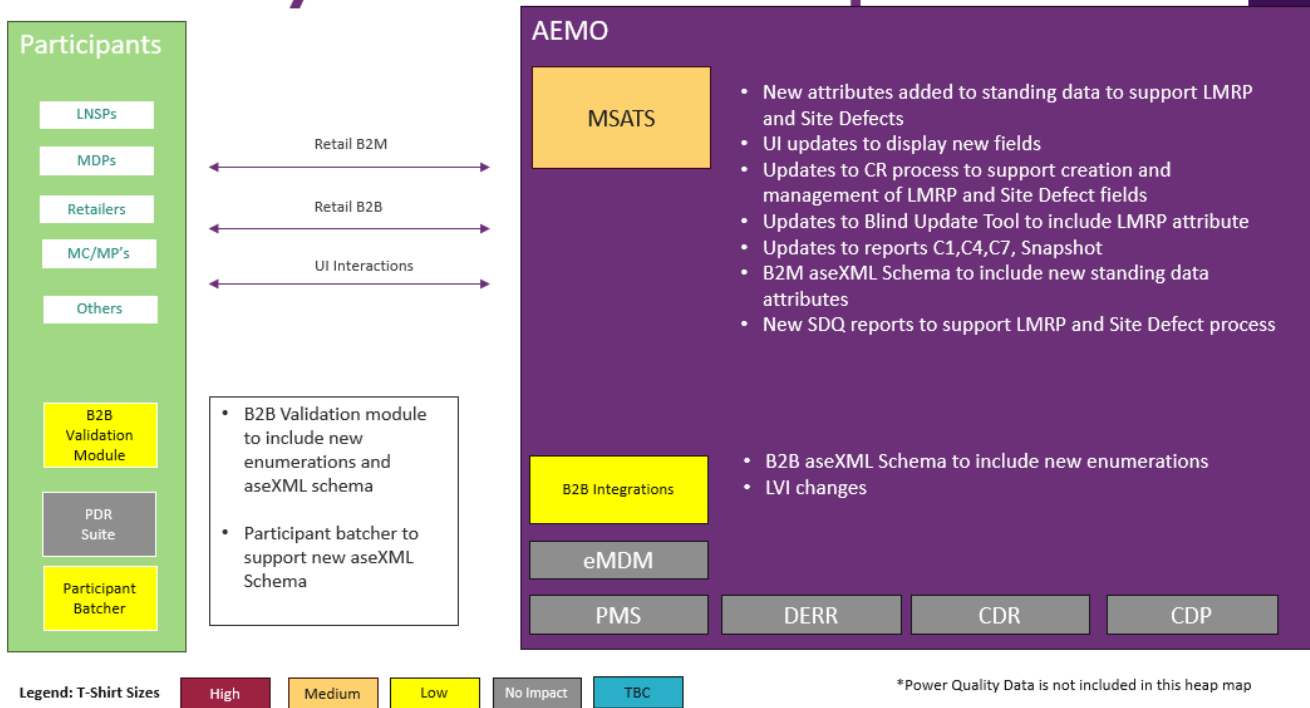 Participants
LNSPs
MDPs
Retailers
MC/MP's
Others
B2B
Validation
Module
PDR
Suite
Participant
Batcher
Retail B2M
Retail B2B
UI Interactions
• B2B Validation module
to include new
enumerations and
aseXML schema
• Participant batcher to
support new aseXML
Schema
AEMO
MSATS
• New attributes added to standing data to support LMRP
and Site Defects
• UI updates to display new fields
• Updates to CR process to support creation and
management of LMRP and Site Defect fields
• Updates to Blind Update Tool to include LMRP attribute
• Updates to reports C1,C4,C7, Snapshot
• B2M aseXML Schema to include new standing data
attributes
• New SDQ reports to support LMRP and Site Defect process
B2B Integrations
• B2B aseXML Schema to include new enumerations
• LVI changes
eMDM
PMS
DERR
CDR
CDP
Legend: T-Shirt Sizes
High
Medium
Low
No Impact
TBC
*Power Quality Data is not included in this heap map